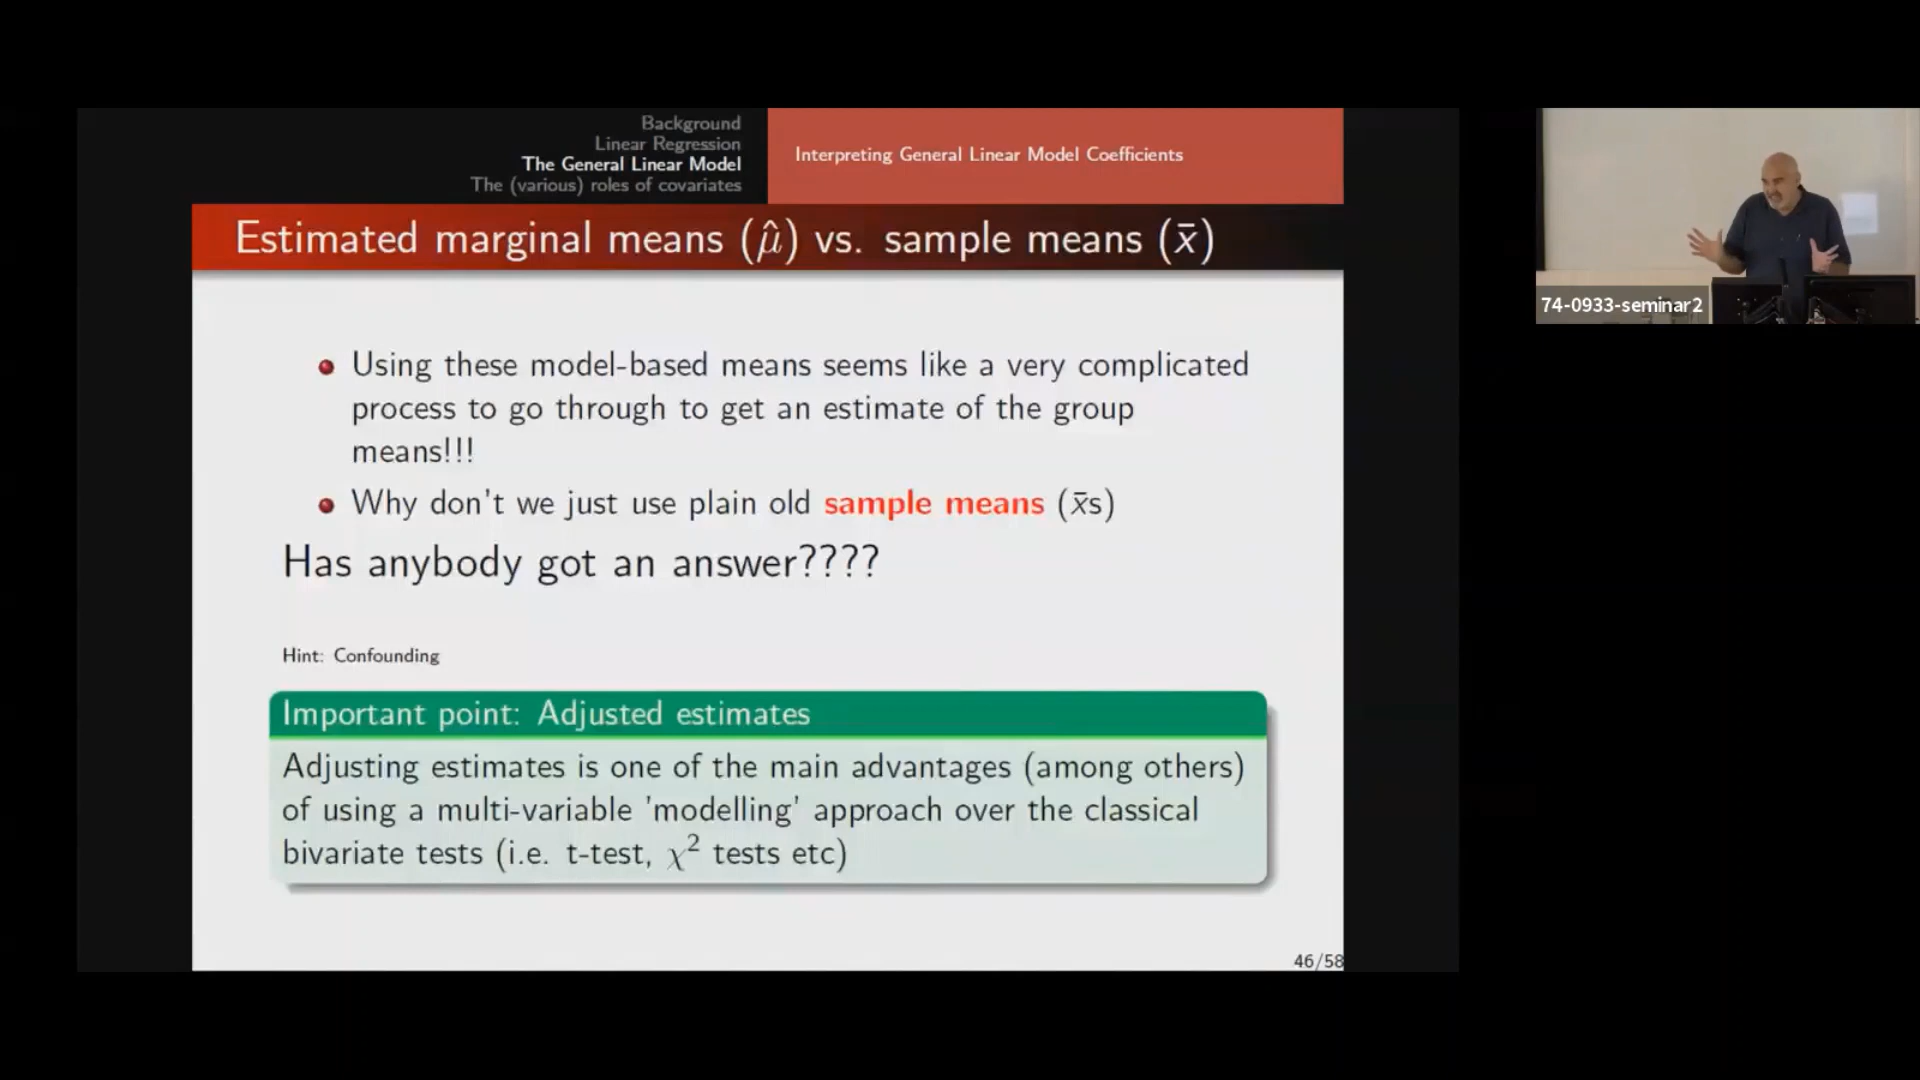 Background
Linear Regression
The General Linear Model
The (various) roles of covariates
Interpreting General Linear Model Coefficients
Estimated marginal means (μ̂) vs. sample means (x̄)
Using these model-based means seems like a very complicated
process to go through to get an estimate of the group
means!!!
Why don't we just use plain old sample means (x̄s)
Has anybody got an answer????
Hint: Confounding
Important point: Adjusted estimates
Adjusting estimates is one of the main advantages (among others)
of using a multi-variable 'modelling' approach over the classical
bivariate tests (i.e. t-test, χ² tests etc)
46/58
74-0933-seminar2